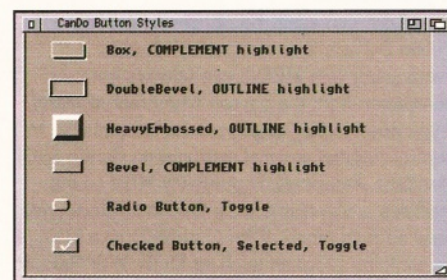 CanDo Button Styles
Box, COMPLEMENT highlight
DoubleBevel, OUTLINE highlight
HeavyEmbossed, OUTLINE highlight
Bevel, COMPLEMENT highlight
Radio Button, Toggle
Checked Button, Selected, Toggle